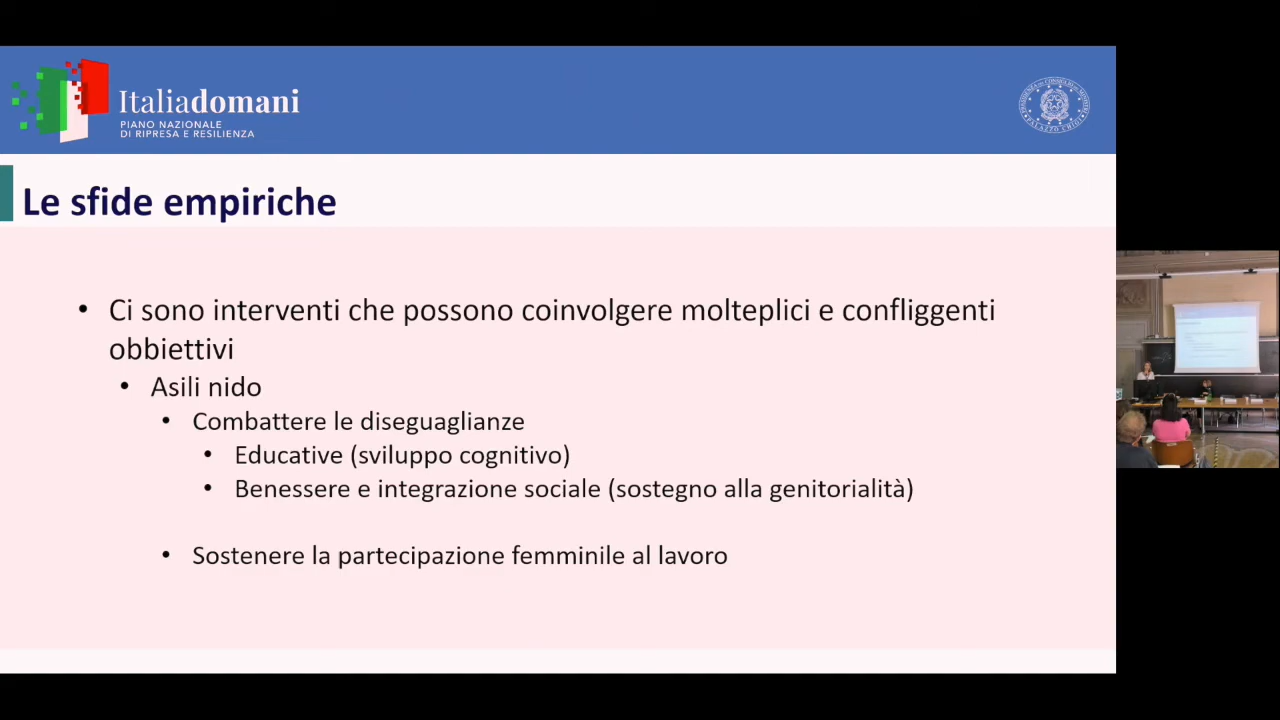 Italiadomani
PIANO NAZIONALE
DI RIPRESA E RESILIENZA
Le sfide empiriche
• Ci sono interventi che possono coinvolgere molteplici e confliggenti
obbiettivi
• Asili nido
• Combattere le diseguaglianze
• Educative (sviluppo cognitivo)
• Benessere e integrazione sociale (sostegno alla genitorialità)
• Sostenere la partecipazione femminile al lavoro
PALAZZO CHIGI